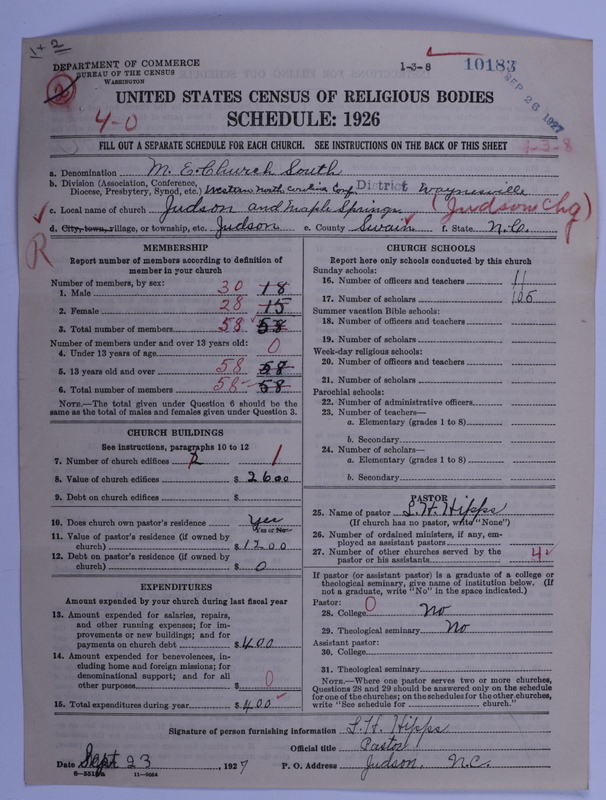 1+2
DEPARTMENT OF COMMERCE
BUREAU OF THE CENSUS
WASHINGTON
1-3-8
10183
SEP 26 1927
4-0
UNITED STATES CENSUS OF RELIGIOUS BODIES
SCHEDULE: 1926
FILL OUT A SEPARATE SCHEDULE FOR EACH CHURCH. SEE INSTRUCTIONS ON THE BACK OF THIS SHEET
1-3-8
a. Denomination M. E. Church South
b. Division (Association, Conference, Diocese, Presbytery, Synod, etc.) Western North Carolina Conf. District Waynesville
c. Local name of church Judson and Maple Springs (Judson Chg)
d. City, town, village, or township, etc. Judson e. County Swain f. State N.C.
R
MEMBERSHIP
Report number of members according to definition of member in your church
Number of members, by sex:
1. Male 30 18
2. Female 28 15
3. Total number of members 58 58
Number of members under and over 13 years old:
4. Under 13 years of age 0
5. 13 years old and over 58 58
6. Total number of members 58 58
NOTE.—The total given under Question 6 should be the same as the total of males and females given under Question 3.
CHURCH BUILDINGS
See instructions, paragraphs 10 to 12
7. Number of church edifices 2 1
8. Value of church edifices $ 2600
9. Debt on church edifices $
10. Does church own pastor's residence Yes
Yes or No
11. Value of pastor's residence (if owned by church) $ 1200
12. Debt on pastor's residence (if owned by church) $ 0
EXPENDITURES
Amount expended by your church during last fiscal year
13. Amount expended for salaries, repairs, and other running expenses; for improvements or new buildings; and for payments on church debt $ 400
14. Amount expended for benevolences, including home and foreign missions; for denominational support; and for all other purposes $ 0
15. Total expenditures during year $ 400
CHURCH SCHOOLS
Report here only schools conducted by this church
Sunday schools:
16. Number of officers and teachers 11
17. Number of scholars 105
Summer vacation Bible schools:
18. Number of officers and teachers
19. Number of scholars
Week-day religious schools:
20. Number of officers and teachers
21. Number of scholars
Parochial schools:
22. Number of administrative officers
23. Number of teachers—
a. Elementary (grades 1 to 8)
b. Secondary
24. Number of scholars—
a. Elementary (grades 1 to 8)
b. Secondary
PASTOR
25. Name of pastor L. H. Hipps
(If church has no pastor, write "None")
26. Number of ordained ministers, if any, employed as assistant pastors
27. Number of other churches served by the pastor or his assistants 4
If pastor (or assistant pastor) is a graduate of a college or theological seminary, give name of institution below. (If not a graduate, write "No" in the space indicated.)
Pastor:
28. College 0 No
29. Theological seminary No
Assistant pastor:
30. College
31. Theological seminary
NOTE.—Where one pastor serves two or more churches, Questions 28 and 29 should be answered only on the schedule for one of the churches; on the schedules for the other churches, write "See schedule for church."
Signature of person furnishing information L. H. Hipps
Official title Pastor
Date Sept 23, 1927 P. O. Address Judson, N.C.
11-9084